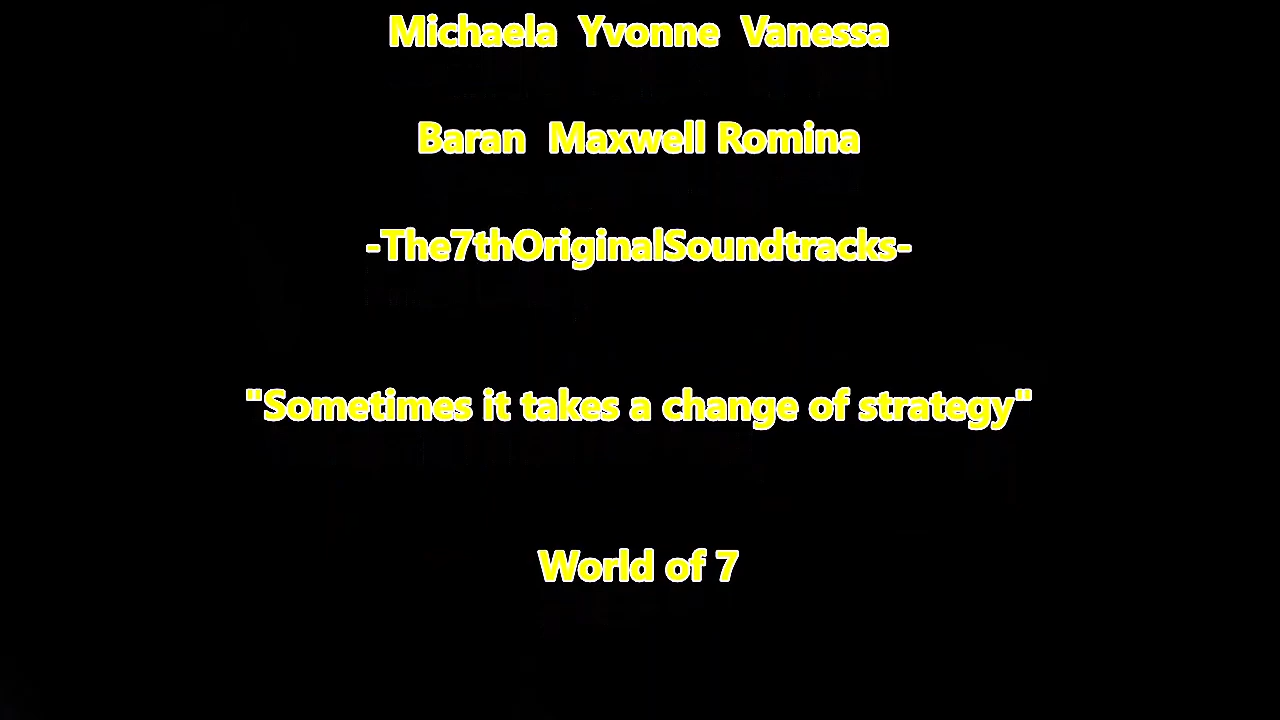 Michaela  Yvonne  Vanessa
Baran  Maxwell Romina
-The7thOriginalSoundtracks-
"Sometimes it takes a change of strategy"
World of 7